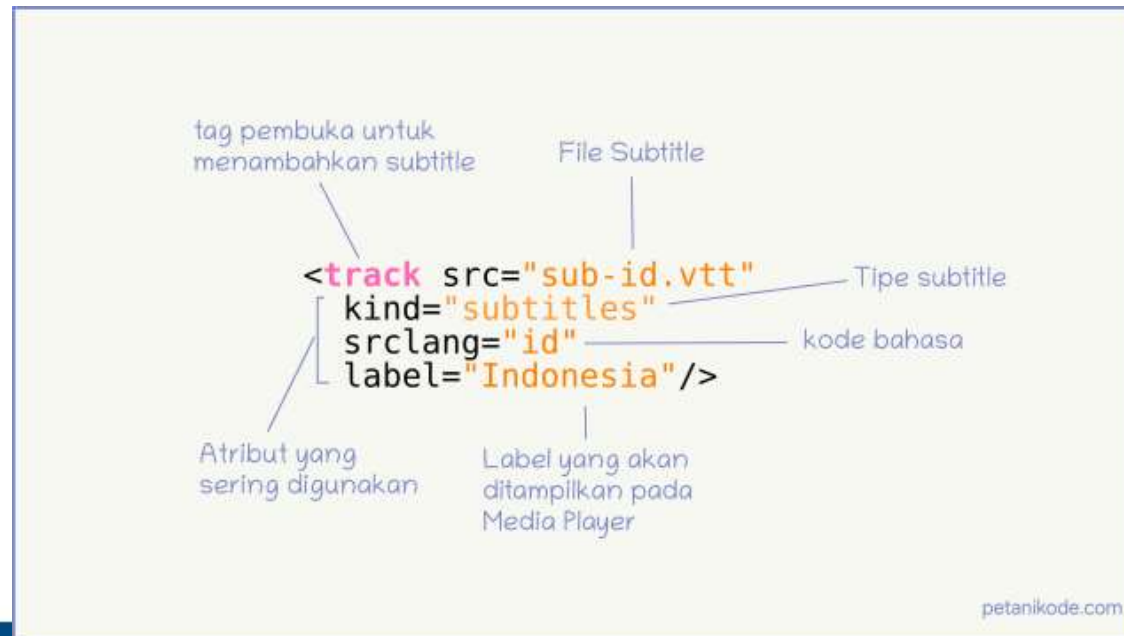 tag pembuka untuk
menambahkan subtitle
File Subtitle
<track src="sub-id.vtt"
kind="subtitles"
srclang="id"
label="Indonesia"/>
Tipe subtitle
kode bahasa
Atribut yang
sering digunakan
Label yang akan
ditampilkan pada
Media Player
petanikode.com